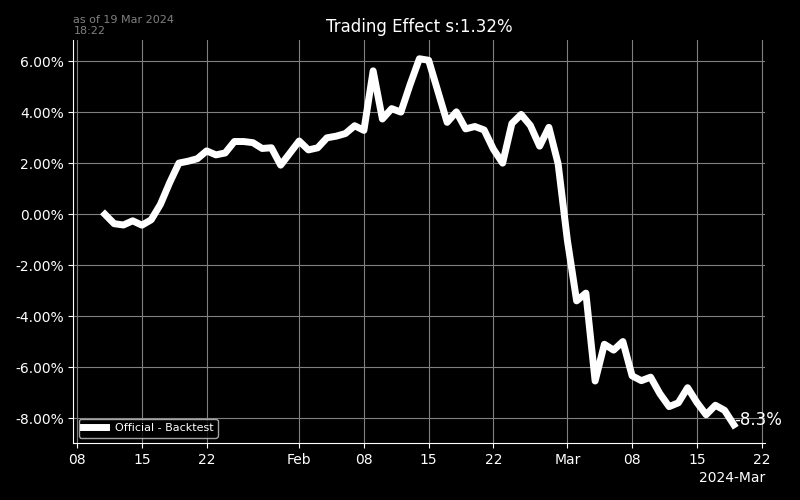 as of 19 Mar 2024
18:22
Trading Effect s:1.32%
6.00%
4.00%
2.00%
0.00%
-2.00%
-4.00%
-6.00%
-8.00%
-8.3%
Official - Backtest
08 15 22 Feb 08 15 22 Mar 08 15 22
2024-Mar